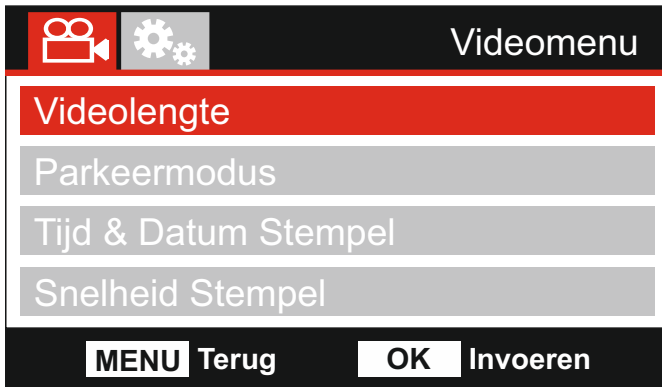 Videomenu
Videolengte
Parkeermodus
Tijd & Datum Stempel
Snelheid Stempel
MENU Terug OK Invoeren